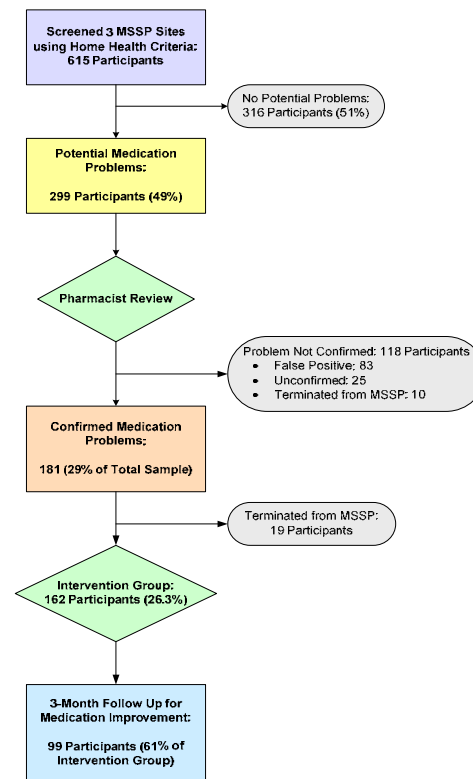 Screened 3 MSSP Sites
using Home Health Criteria:
615 Participants
No Potential Problems:
316 Participants (51%)
Potential Medication
Problems:
299 Participants (49%)
Pharmacist Review
Problem Not Confirmed: 118 Participants
• False Positive: 83
• Unconfirmed: 25
• Terminated from MSSP: 10
Confirmed Medication
Problems:
181 (29% of Total Sample)
Terminated from MSSP:
19 Participants
Intervention Group:
162 Participants (26.3%)
3-Month Follow Up for
Medication Improvement:
99 Participants (61% of
Intervention Group)